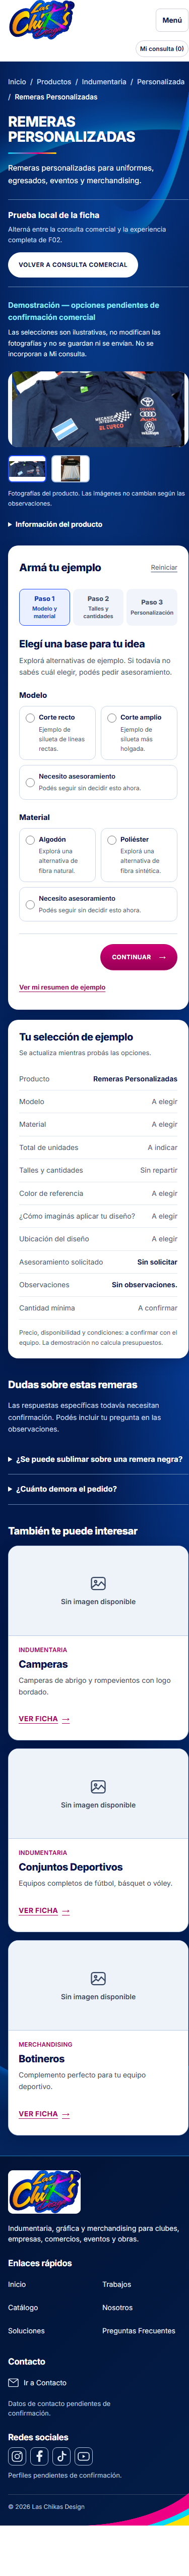 Las Chikas
DESIGN
Menú
Mi consulta (0)
Inicio / Productos / Indumentaria / Personalizada
/ Remeras Personalizadas
REMERAS
PERSONALIZADAS
Remeras personalizadas para uniformes,
egresados, eventos y merchandising.
Prueba local de la ficha
Alterná entre la consulta comercial y la experiencia
completa de F02.
VOLVER A CONSULTA COMERCIAL
Demostración — opciones pendientes de
confirmación comercial
Las selecciones son ilustrativas, no modifican las
fotografías y no se guardan ni se envían. No se
incorporan a Mi consulta.
WERCHANT
INTEGRAL
TOYOTA
Fotografías del producto. Las imágenes no cambian según las
observaciones.
Información del producto
Armá tu ejemplo
Reiniciar
Paso 1
Modelo y
material
Paso 2
Talles y
cantidades
Paso 3
Personalización
Elegí una base para tu idea
Explorá alternativas de ejemplo. Si todavía no
sabés cuál elegir, podés pedir asesoramiento.
Modelo
Corte recto
Ejemplo de
silueta de líneas
rectas.
Corte amplio
Ejemplo de
silueta más
holgada.
Necesito asesoramiento
Podés seguir sin decidir esto ahora.
Material
Algodón
Explorá una
alternativa de
fibra natural.
Poliéster
Explorá una
alternativa de
fibra sintética.
Necesito asesoramiento
Podés seguir sin decidir esto ahora.
CONTINUAR →
Ver mi resumen de ejemplo
Tu selección de ejemplo
Se actualiza mientras probás las opciones.
Producto Remeras Personalizadas
Modelo A elegir
Material A elegir
Total de unidades A indicar
Talles y cantidades Sin repartir
Color de referencia A elegir
¿Cómo imaginás aplicar tu diseño? A elegir
Ubicación del diseño A elegir
Asesoramiento solicitado Sin solicitar
Observaciones Sin observaciones.
Cantidad mínima A confirmar
Precio, disponibilidad y condiciones: a confirmar con el
equipo. La demostración no calcula presupuestos.
Dudas sobre estas remeras
Las respuestas específicas todavía necesitan
confirmación. Podés incluir tu pregunta en las
observaciones.
¿Se puede sublimar sobre una remera negra?
¿Cuánto demora el pedido?
También te puede interesar
Sin imagen disponible
INDUMENTARIA
Camperas
Camperas de abrigo y rompevientos con logo
bordado.
VER FICHA →
Sin imagen disponible
INDUMENTARIA
Conjuntos Deportivos
Equipos completos de fútbol, básquet o vóley.
VER FICHA →
Sin imagen disponible
MERCHANDISING
Botineros
Complemento perfecto para tu equipo
deportivo.
VER FICHA →
Las Chikas
DESIGN
Indumentaria, gráfica y merchandising para clubes,
empresas, comercios, eventos y obras.
Enlaces rápidos
Inicio
Trabajos
Catálogo
Nosotros
Soluciones
Preguntas Frecuentes
Contacto
Ir a Contacto
Datos de contacto pendientes de
confirmación.
Redes sociales
Perfiles pendientes de confirmación.
© 2026 Las Chikas Design